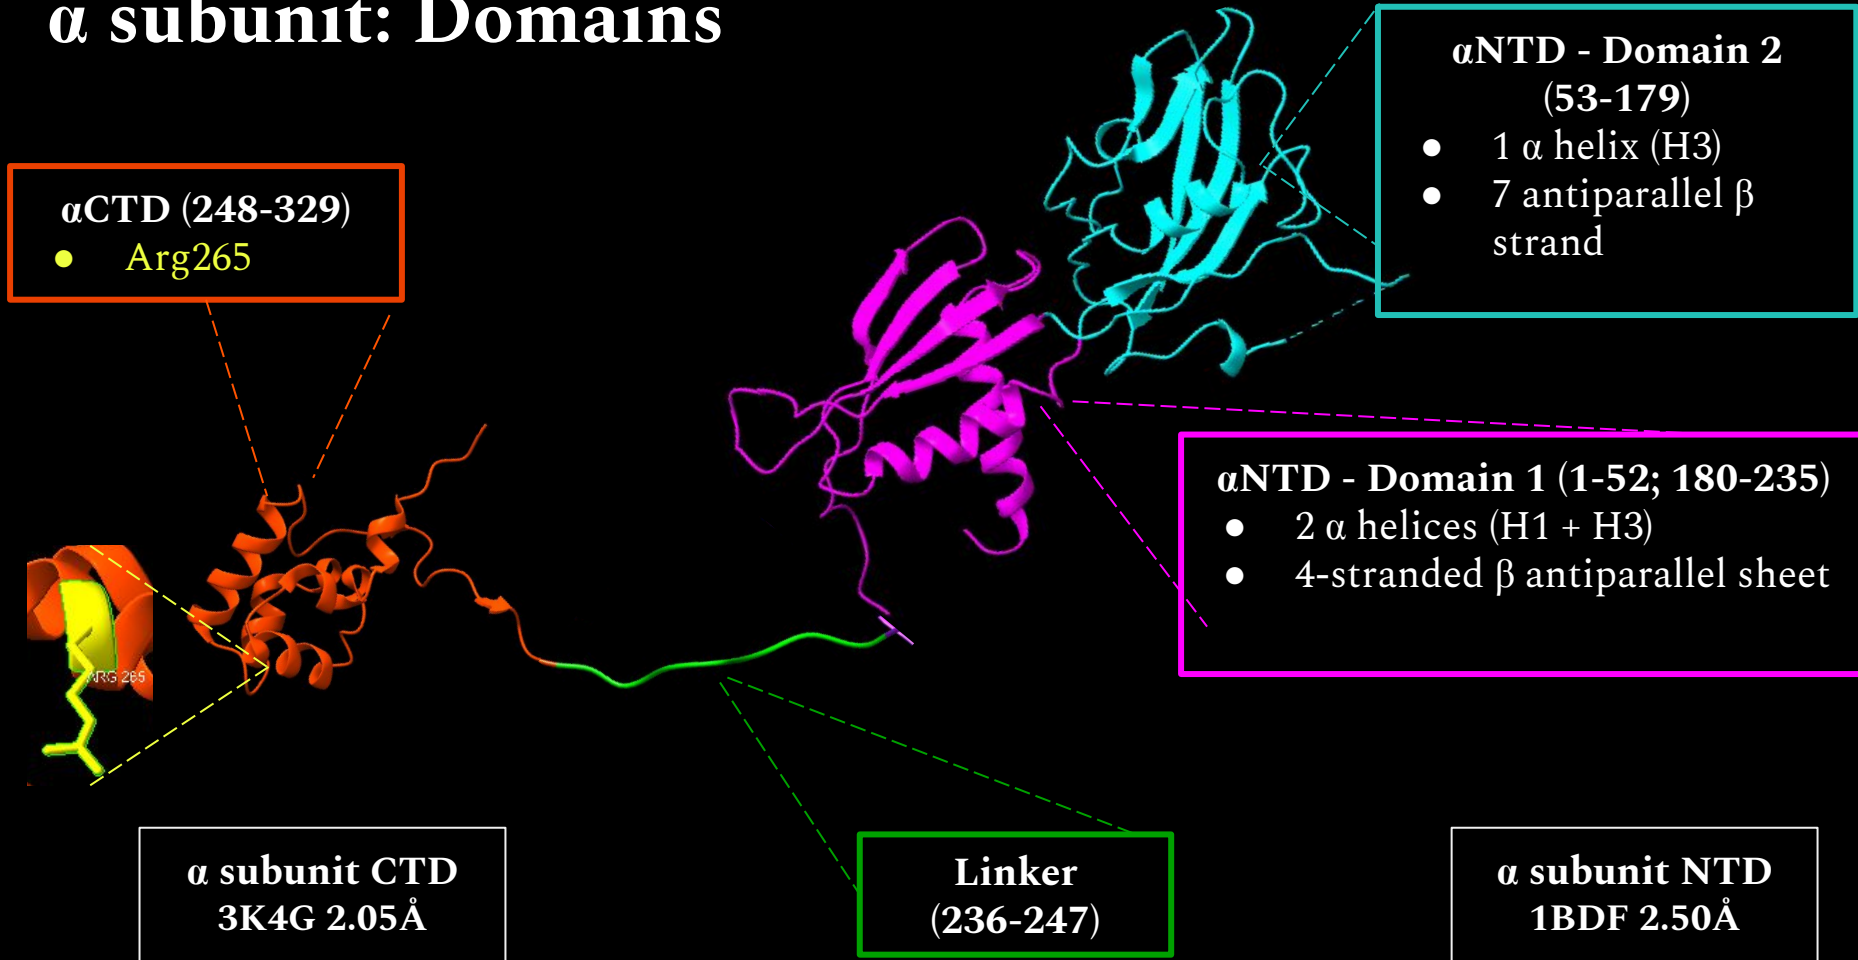 α subunit: Domains
αNTD - Domain 2
(53-179)
● 1 α helix (H3)
● 7 antiparallel β
strand
αCTD (248-329)
● Arg265
αNTD - Domain 1 (1-52; 180-235)
● 2 α helices (H1 + H3)
● 4-stranded β antiparallel sheet
ARG 265
α subunit CTD
3K4G 2.05Å
Linker
(236-247)
α subunit NTD
1BDF 2.50Å